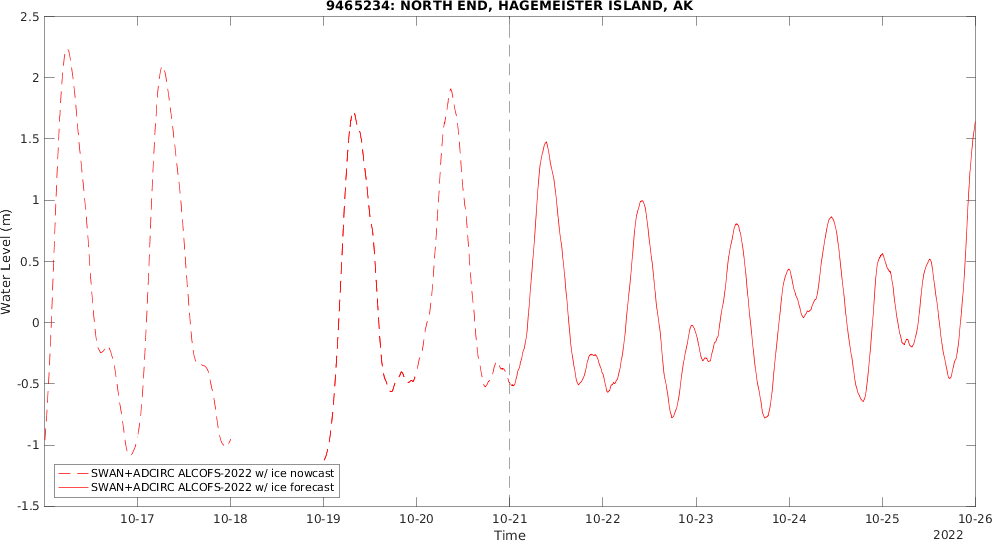 9465234: NORTH END, HAGEMEISTER ISLAND, AK
2.5
2
1.5
1
0.5
0
-0.5
-1
-1.5
Water Level (m)
SWAN+ADCIRC ALCOFS-2022 w/ ice nowcast
SWAN+ADCIRC ALCOFS-2022 w/ ice forecast
10-17 10-18 10-19 10-20 10-21 10-22 10-23 10-24 10-25 10-26
Time
2022